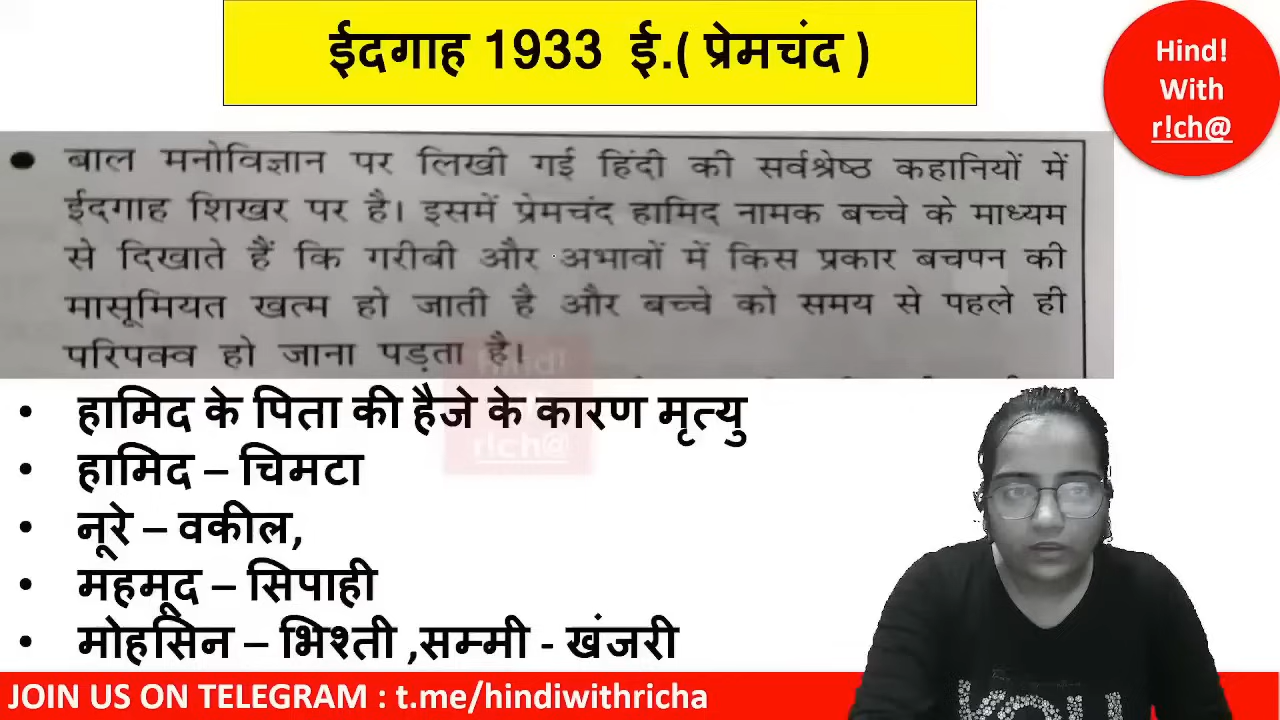 ईदगाह 1933 ई.( प्रेमचंद )
Hind!
With
r!ch@
• बाल मनोविज्ञान पर लिखी गई हिंदी की सर्वश्रेष्ठ कहानियों में
ईदगाह शिखर पर है। इसमें प्रेमचंद हामिद नामक बच्चे के माध्यम
से दिखाते हैं कि गरीबी और अभावों में किस प्रकार बचपन की
मासूमियत खत्म हो जाती है और बच्चे को समय से पहले ही
परिपक्व हो जाना पड़ता है।
• हामिद के पिता की हैजे के कारण मृत्यु
• हामिद – चिमटा
• नूरे – वकील,
• महमूद – सिपाही
• मोहसिन – भिश्ती ,सम्मी - खंजरी
Hind!
r!ch@
JOIN US ON TELEGRAM : t.me/hindiwithricha